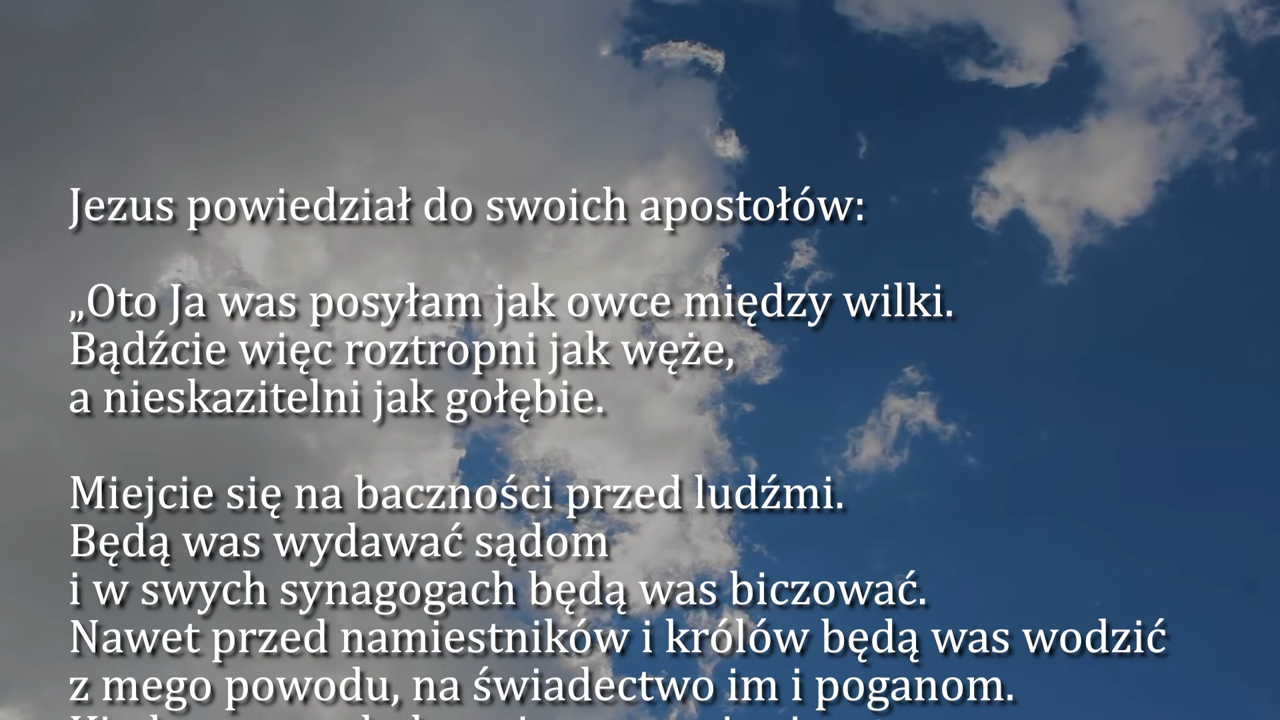 Jezus powiedział do swoich apostołów:
„Oto Ja was posyłam jak owce między wilki.
Bądźcie więc roztropni jak węże,
a nieskazitelni jak gołębie.
Miejcie się na baczności przed ludźmi.
Będą was wydawać sądom
i w swych synagogach będą was biczować.
Nawet przed namiestników i królów będą was wodzić
z mego powodu, na świadectwo im i poganom.